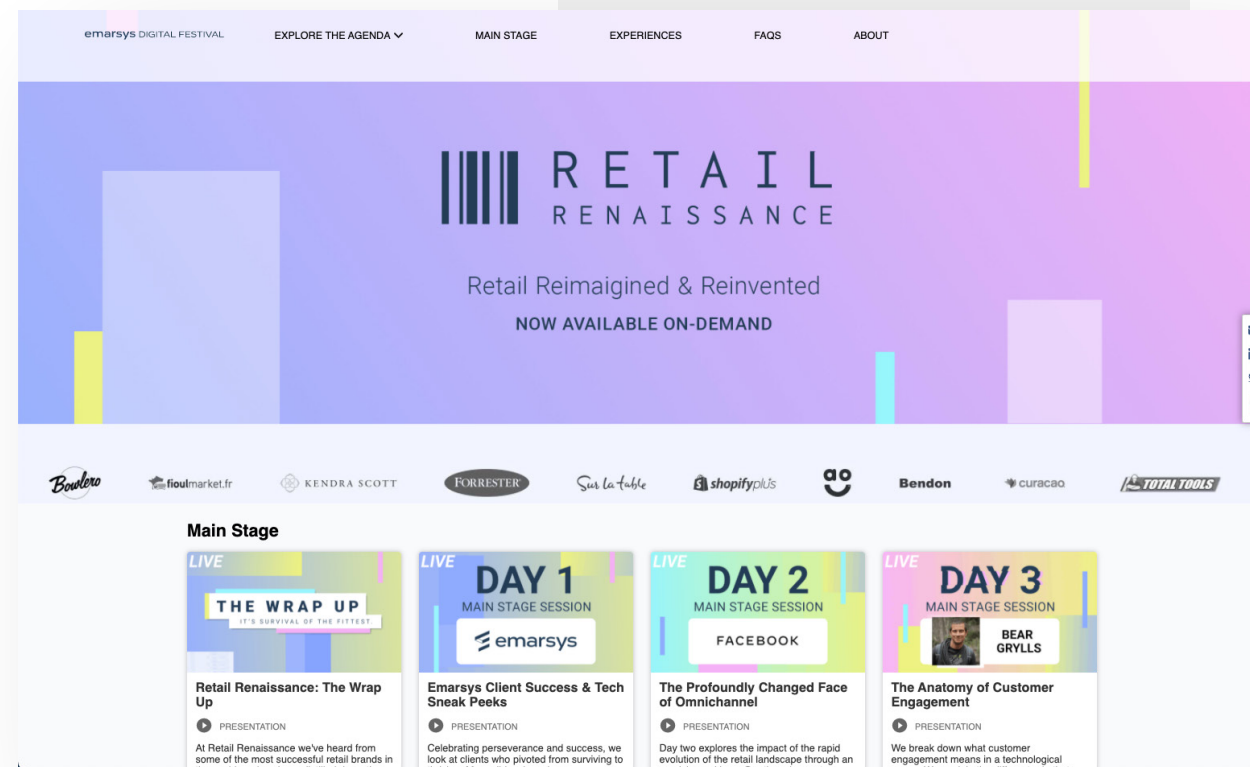 emarsys DIGITAL FESTIVAL EXPLORE THE AGENDA MAIN STAGE EXPERIENCES FAQS ABOUT
RETAIL
RENAISSANCE
Retail Reimaigined & Reinvented
NOW AVAILABLE ON-DEMAND
Bowlero fioulmarket.fr KENDRA SCOTT FORRESTER Sur la table shopifyplus ao Bendon curacao TOTAL TOOLS
Main Stage
LIVE
THE WRAP UP
IT'S SURVIVAL OF THE FITTEST
Retail Renaissance: The Wrap
Up
PRESENTATION
At Retail Renaissance we've heard from
some of the most successful retail brands in
LIVE
DAY 1
MAIN STAGE SESSION
emarsys
Emarsys Client Success & Tech
Sneak Peeks
PRESENTATION
Celebrating perseverance and success, we
look at clients who pivoted from surviving to
LIVE
DAY 2
MAIN STAGE SESSION
FACEBOOK
The Profoundly Changed Face
of Omnichannel
PRESENTATION
Day two explores the impact of the rapid
evolution of the retail landscape through an
LIVE
DAY 3
MAIN STAGE SESSION
BEAR
GRYLLS
The Anatomy of Customer
Engagement
PRESENTATION
We break down what customer
engagement means in a technological